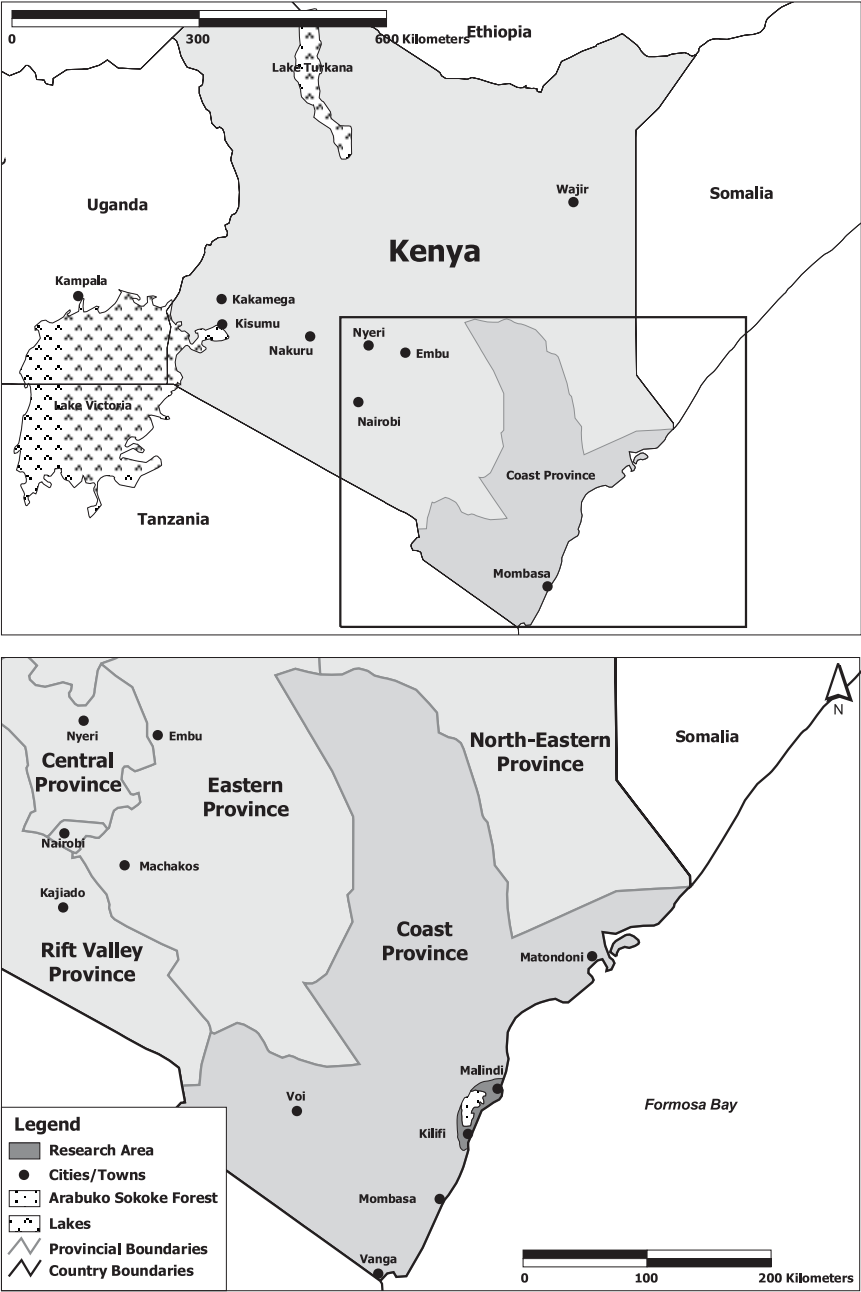 0 300 600 Kilometers
Ethiopia
Lake Turkana
Wajir
Uganda
Somalia
Kenya
Kampala
Kakamega
Kisumu
Nakuru
Nyeri
Embu
Lake Victoria
Nairobi
Coast Province
Tanzania
Mombasa
N
Nyeri
Embu
Central
Province
North-Eastern
Province
Somalia
Eastern
Province
Nairobi
Machakos
Kajiado
Coast
Province
Rift Valley
Province
Matondoni
Malindi
Voi
Formosa Bay
Kilifi
Mombasa
Vanga
Legend
Research Area
Cities/Towns
Arabuko Sokoke Forest
Lakes
Provincial Boundaries
Country Boundaries
0 100 200 Kilometers